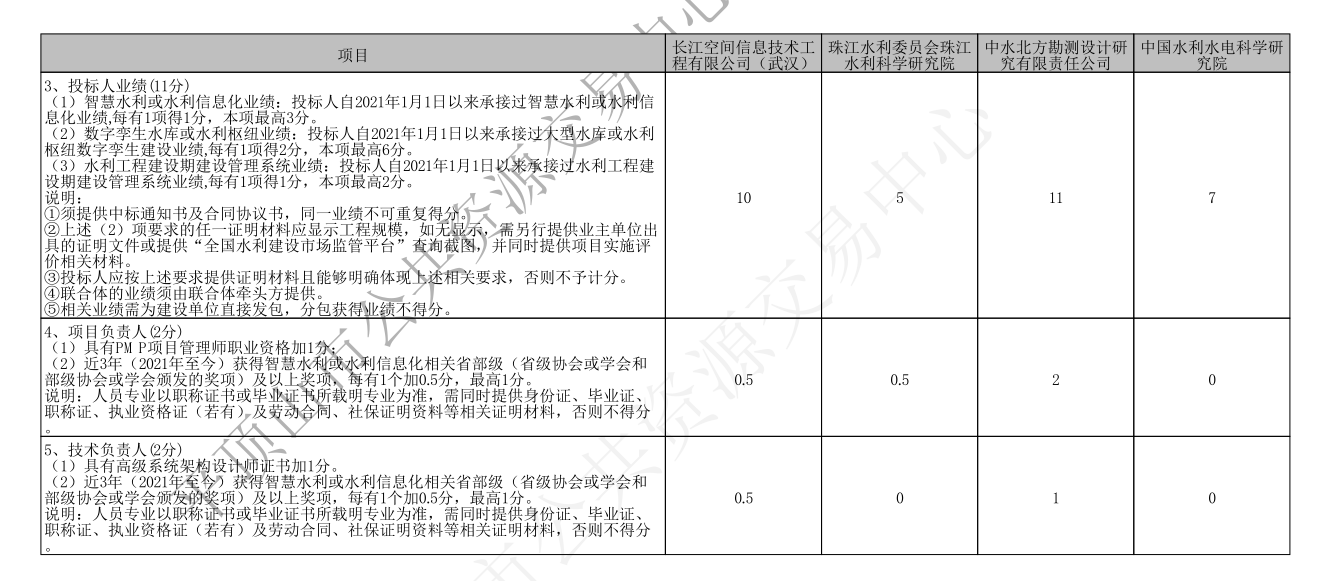 项目
长江空间信息技术工
程有限公司（武汉）
珠江水利委员会珠江
水利科学研究院
中水北方勘测设计研
究有限责任公司
中国水利水电科学研
究院
3、投标人业绩(11分)
（1）智慧水利或水利信息化业绩：投标人自2021年1月1日以来承接过智慧水利或水利信
息化业绩,每有1项得1分，本项最高3分。
（2）数字孪生水库或水利枢纽业绩：投标人自2021年1月1日以来承接过大型水库或水利
枢纽数字孪生建设业绩,每有1项得2分，本项最高6分。
（3）水利工程建设期建设管理系统业绩：投标人自2021年1月1日以来承接过水利工程建
设期建设管理系统业绩,每有1项得1分，本项最高2分。
说明：
①须提供中标通知书及合同协议书，同一业绩不可重复得分。
②上述（2）项要求的任一证明材料应显示工程规模，如无显示，需另行提供业主单位出
具的证明文件或提供“全国水利建设市场监管平台”查询截图，并同时提供项目实施评
价相关材料。
③投标人应按上述要求提供证明材料且能够明确体现上述相关要求，否则不予计分。
④联合体的业绩须由联合体牵头方提供。
⑤相关业绩需为建设单位直接发包，分包获得业绩不得分。
10
5
11
7
4、项目负责人(2分)
（1）具有PM P项目管理师职业资格加1分；
（2）近3年（2021年至今）获得智慧水利或水利信息化相关省部级（省级协会或学会和
部级协会或学会颁发的奖项）及以上奖项，每有1个加0.5分，最高1分。
说明：人员专业以职称证书或毕业证书所载明专业为准，需同时提供身份证、毕业证、
职称证、执业资格证（若有）及劳动合同、社保证明资料等相关证明材料，否则不得分
。
0.5
0.5
2
0
5、技术负责人(2分)
（1）具有高级系统架构设计师证书加1分。
（2）近3年（2021年至今）获得智慧水利或水利信息化相关省部级（省级协会或学会和
部级协会或学会颁发的奖项）及以上奖项，每有1个加0.5分，最高1分。
说明：人员专业以职称证书或毕业证书所载明专业为准，需同时提供身份证、毕业证、
职称证、执业资格证（若有）及劳动合同、社保证明资料等相关证明材料，否则不得分
。
0.5
0
1
0
平顶山市公共资源交易中心
市公共资源交易中心